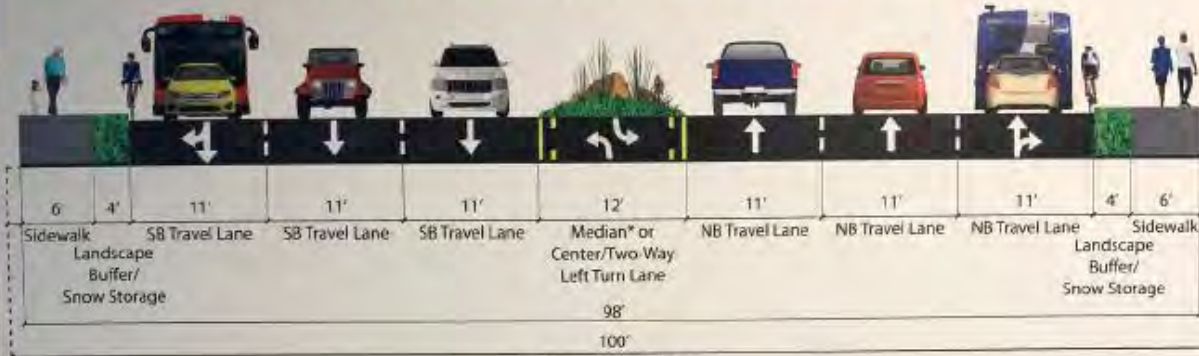 6' 4' 11' 11' 11' 12' 11' 11' 11' 4' 6'
Sidewalk SB Travel Lane SB Travel Lane SB Travel Lane Median* or NB Travel Lane NB Travel Lane NB Travel Lane Sidewalk
Landscape Center/Two-Way Landscape
Buffer/ Left Turn Lane Buffer/
Snow Storage Snow Storage
98'
100'